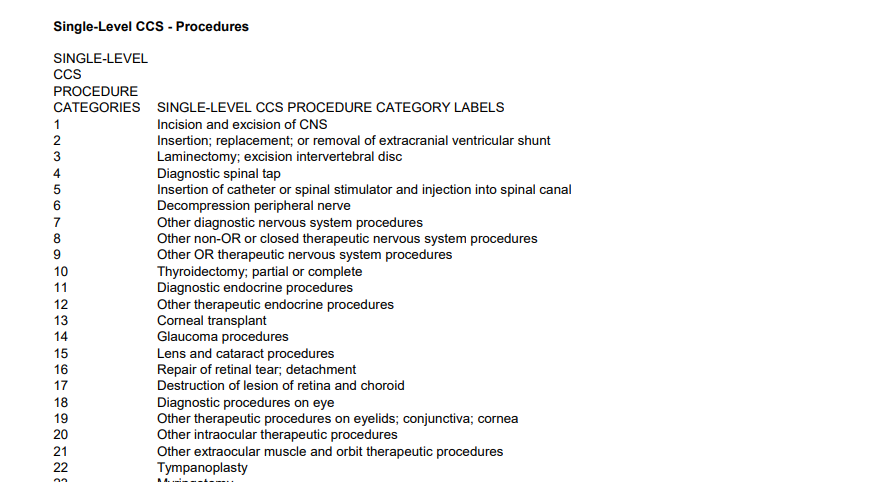 Single-Level CCS - Procedures
SINGLE-LEVEL
CCS
PROCEDURE
CATEGORIES SINGLE-LEVEL CCS PROCEDURE CATEGORY LABELS
1 Incision and excision of CNS
2 Insertion; replacement; or removal of extracranial ventricular shunt
3 Laminectomy; excision intervertebral disc
4 Diagnostic spinal tap
5 Insertion of catheter or spinal stimulator and injection into spinal canal
6 Decompression peripheral nerve
7 Other diagnostic nervous system procedures
8 Other non-OR or closed therapeutic nervous system procedures
9 Other OR therapeutic nervous system procedures
10 Thyroidectomy; partial or complete
11 Diagnostic endocrine procedures
12 Other therapeutic endocrine procedures
13 Corneal transplant
14 Glaucoma procedures
15 Lens and cataract procedures
16 Repair of retinal tear; detachment
17 Destruction of lesion of retina and choroid
18 Diagnostic procedures on eye
19 Other therapeutic procedures on eyelids; conjunctiva; cornea
20 Other intraocular therapeutic procedures
21 Other extraocular muscle and orbit therapeutic procedures
22 Tympanoplasty